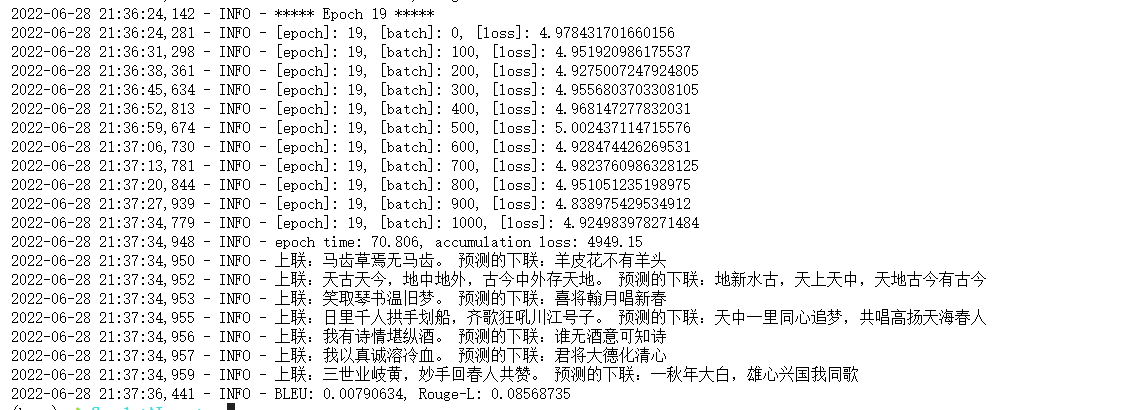 2022-06-28 21:36:24,142 - INFO - ***** Epoch 19 *****
2022-06-28 21:36:24,281 - INFO - [epoch]: 19, [batch]: 0, [loss]: 4.978431701660156
2022-06-28 21:36:31,298 - INFO - [epoch]: 19, [batch]: 100, [loss]: 4.951920986175537
2022-06-28 21:36:38,361 - INFO - [epoch]: 19, [batch]: 200, [loss]: 4.9275007247924805
2022-06-28 21:36:45,634 - INFO - [epoch]: 19, [batch]: 300, [loss]: 4.9556803703308105
2022-06-28 21:36:52,813 - INFO - [epoch]: 19, [batch]: 400, [loss]: 4.968147277832031
2022-06-28 21:36:59,674 - INFO - [epoch]: 19, [batch]: 500, [loss]: 5.002437114715576
2022-06-28 21:37:06,730 - INFO - [epoch]: 19, [batch]: 600, [loss]: 4.928474426269531
2022-06-28 21:37:13,781 - INFO - [epoch]: 19, [batch]: 700, [loss]: 4.9823760986328125
2022-06-28 21:37:20,844 - INFO - [epoch]: 19, [batch]: 800, [loss]: 4.951051235198975
2022-06-28 21:37:27,939 - INFO - [epoch]: 19, [batch]: 900, [loss]: 4.838975429534912
2022-06-28 21:37:34,779 - INFO - [epoch]: 19, [batch]: 1000, [loss]: 4.924983978271484
2022-06-28 21:37:34,948 - INFO - epoch time: 70.806, accumulation loss: 4949.15
2022-06-28 21:37:34,950 - INFO - 上联：马齿草焉无马齿。 预测的下联：羊皮花不有羊头
2022-06-28 21:37:34,952 - INFO - 上联：天古天今，地中地外，古今中外存天地。 预测的下联：地新水古，天上天中，天地古今有古今
2022-06-28 21:37:34,953 - INFO - 上联：笑取琴书温旧梦。 预测的下联：喜将翰月唱新春
2022-06-28 21:37:34,955 - INFO - 上联：日里千人拱手划船，齐歌狂吼川江号子。 预测的下联：天中一里同心追梦，共唱高扬天海春人
2022-06-28 21:37:34,956 - INFO - 上联：我有诗情堪纵酒。 预测的下联：谁无酒意可知诗
2022-06-28 21:37:34,957 - INFO - 上联：我以真诚溶冷血。 预测的下联：君将大德化清心
2022-06-28 21:37:34,959 - INFO - 上联：三世业岐黄，妙手回春人共赞。 预测的下联：一秋年大白，雄心兴国我同歌
2022-06-28 21:37:36,441 - INFO - BLEU: 0.00790634, Rouge-L: 0.08568735